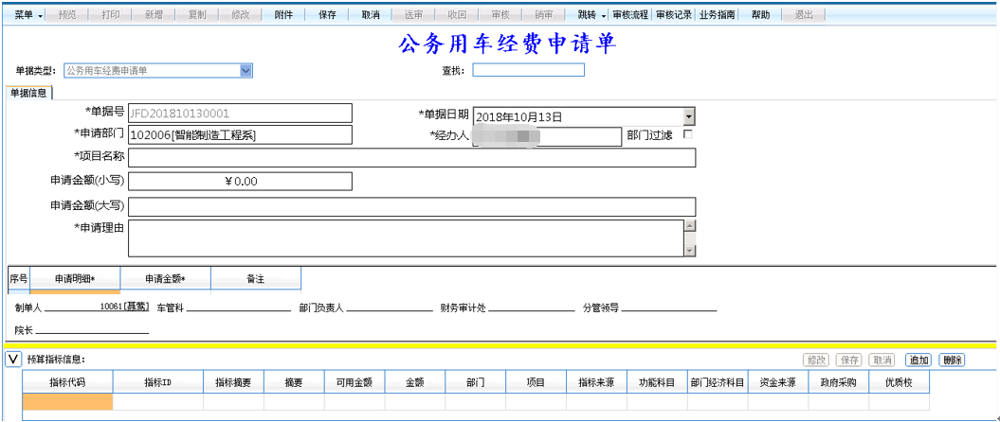 菜单 预览 打印 新增 复制 修改 附件 保存 取消 送审 收回 审核 销审 跳转 审核流程 审核记录 业务指南 帮助 退出
公务用车经费申请单
单据类型: 公务用车经费申请单 查找:
单据信息
*单据号 JFD201810130001 *单据日期 2018年10月13日
*申请部门 102006[智能制造工程系] *经办人 部门过滤
*项目名称
申请金额(小写) ￥0.00
申请金额(大写)
*申请理由
序号 申请明细* 申请金额* 备注
制单人 10061[聂莺] 车管科 部门负责人 财务审计处 分管领导
院长
预算指标信息: 修改 保存 取消 追加 删除
指标代码 指标ID 指标摘要 摘要 可用金额 金额 部门 项目 指标来源 功能科目 部门经济科目 资金来源 政府采购 优质校